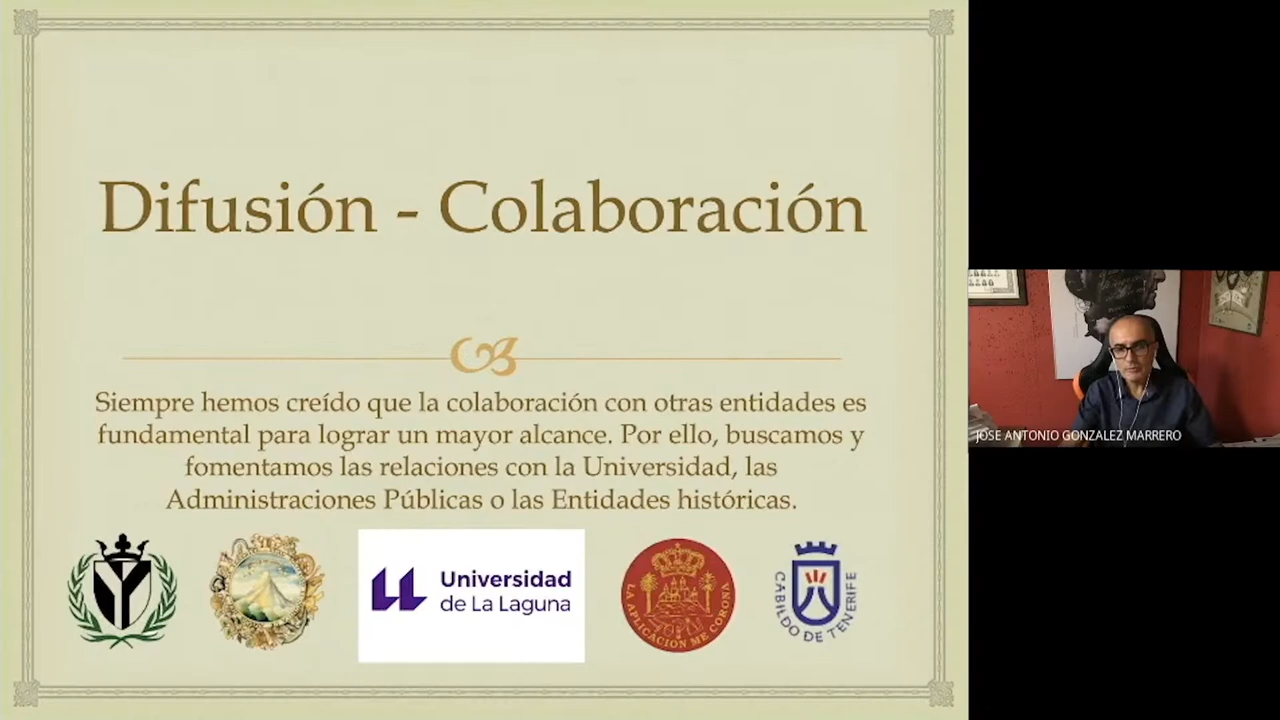 Difusión - Colaboración
Siempre hemos creído que la colaboración con otras entidades es
fundamental para lograr un mayor alcance. Por ello, buscamos y
fomentamos las relaciones con la Universidad, las
Administraciones Públicas o las Entidades históricas.
Universidad
de La Laguna
LA APLICACION ME CORONA
CABILDO DE TENERIFE
JOSE ANTONIO GONZALEZ MARRERO